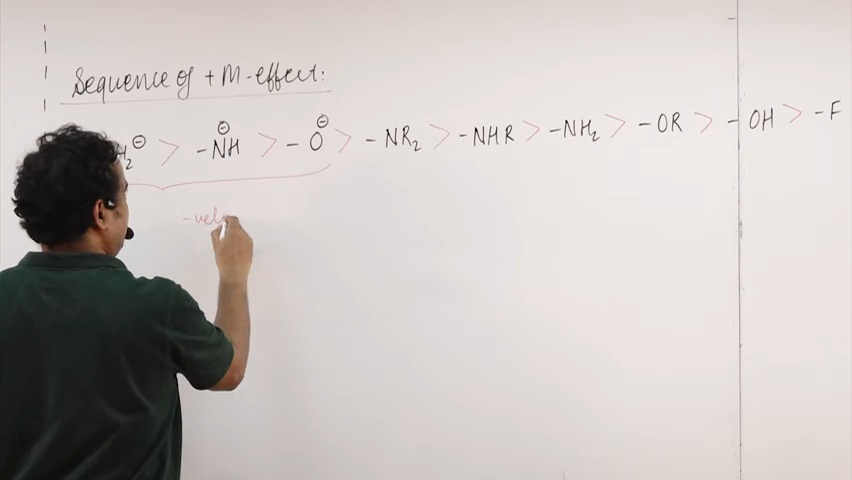 Sequence of +M-effect:
H₂⊖ > -N⊖H > -O⊖ > -NR₂ > -NHR > -NH₂ > -OR > -OH > -F